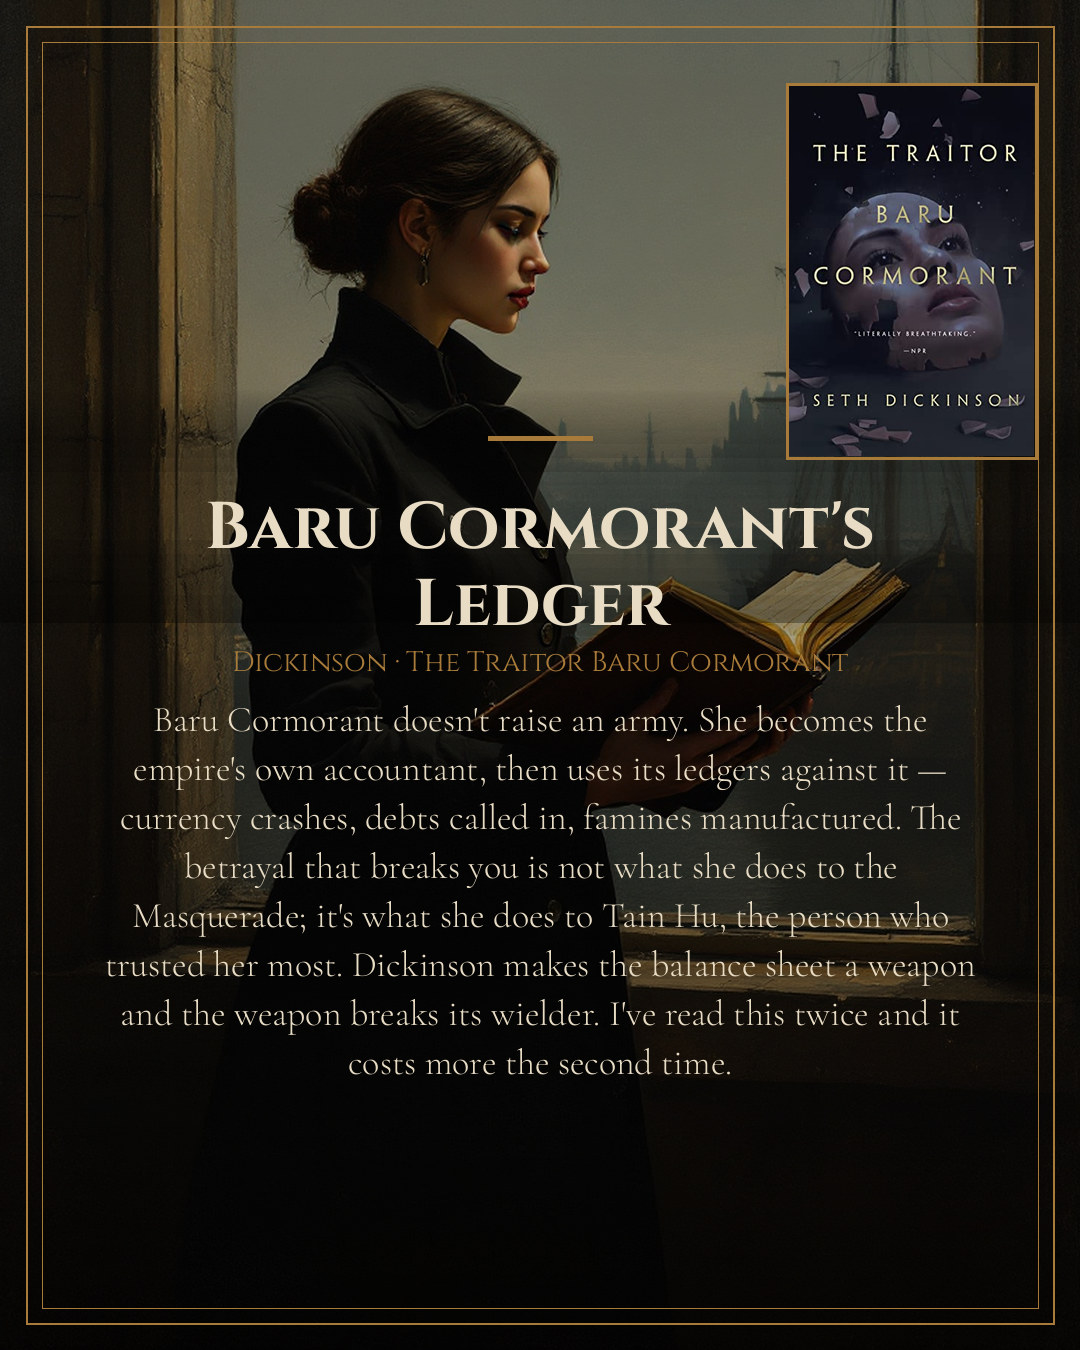 THE TRAITOR
BARU
CORMORANT
"LITERALLY BREATHTAKING."
—NPR
SETH DICKINSON
Baru Cormorant's
Ledger
Dickinson · The Traitor Baru Cormorant
Baru Cormorant doesn't raise an army. She becomes the
empire's own accountant, then uses its ledgers against it —
currency crashes, debts called in, famines manufactured. The
betrayal that breaks you is not what she does to the
Masquerade; it's what she does to Tain Hu, the person who
trusted her most. Dickinson makes the balance sheet a weapon
and the weapon breaks its wielder. I've read this twice and it
costs more the second time.